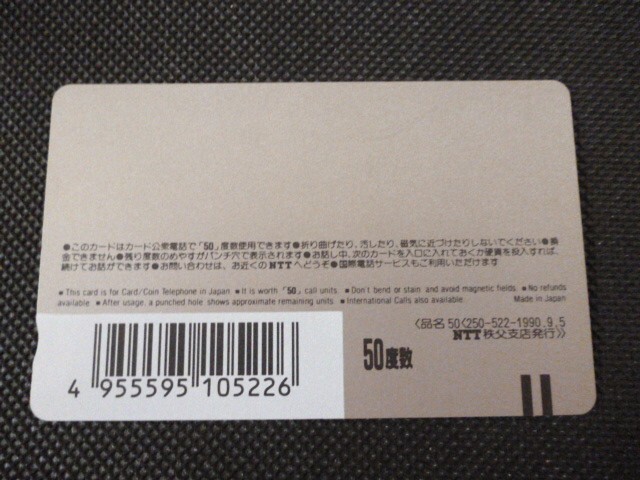 ●このカードはカード公衆電話で「50」度数使用できます●折り曲げたり、汚したり、磁気に近づけたりしないでください●換
金できません●残り度数のめやすがパンチ穴で表示されます●お話し中、次のカードを入口に入れておくか硬貨を投入すれば、
続けてお話ができます●お問い合わせは、お近くのNTTへどうぞ●国際電話サービスもご利用いただけます
■ This card is for Card/Coin Telephone in Japan ■ It is worth「50」call units ■ Don't bend or stain and avoid magnetic fields ■ No refunds
available ■ After usage, a punched hole shows approximate remaining units ■ International Calls also available Made in Japan
〈品名 50〈250-522-1990.9.5
NTT秩父支店発行〉〉
50度数
4 955595 105226